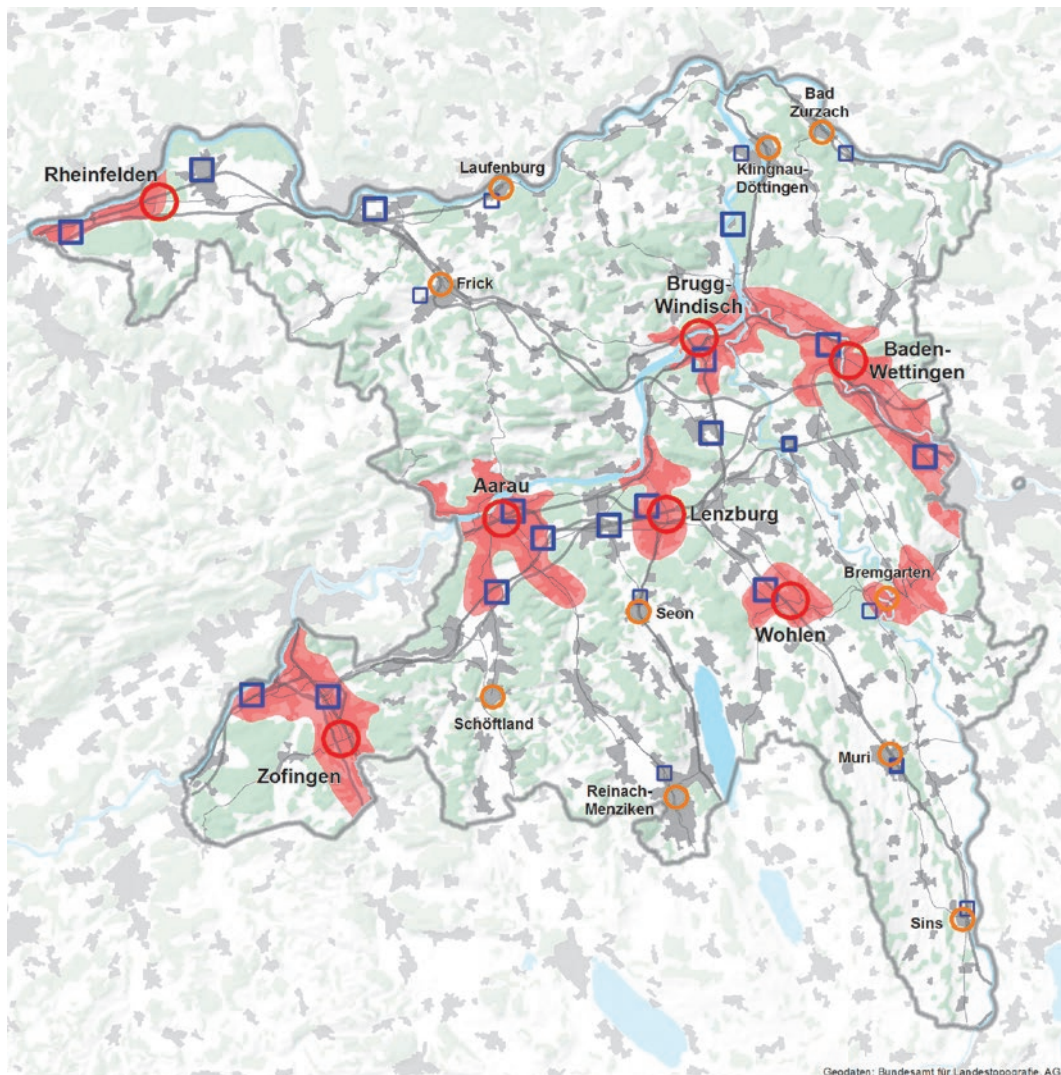 Bad
Zurzach
Rheinfelden
Laufenburg
Klingnau-
Döttingen
Frick
Brugg-
Windisch
Baden-
Wettingen
Aarau
Lenzburg
Bremgarten
Seon
Wohlen
Schöftland
Zofingen
Muri
Reinach-
Menziken
Sins
Geodaten: Bundesamt für Landestopografie, AG